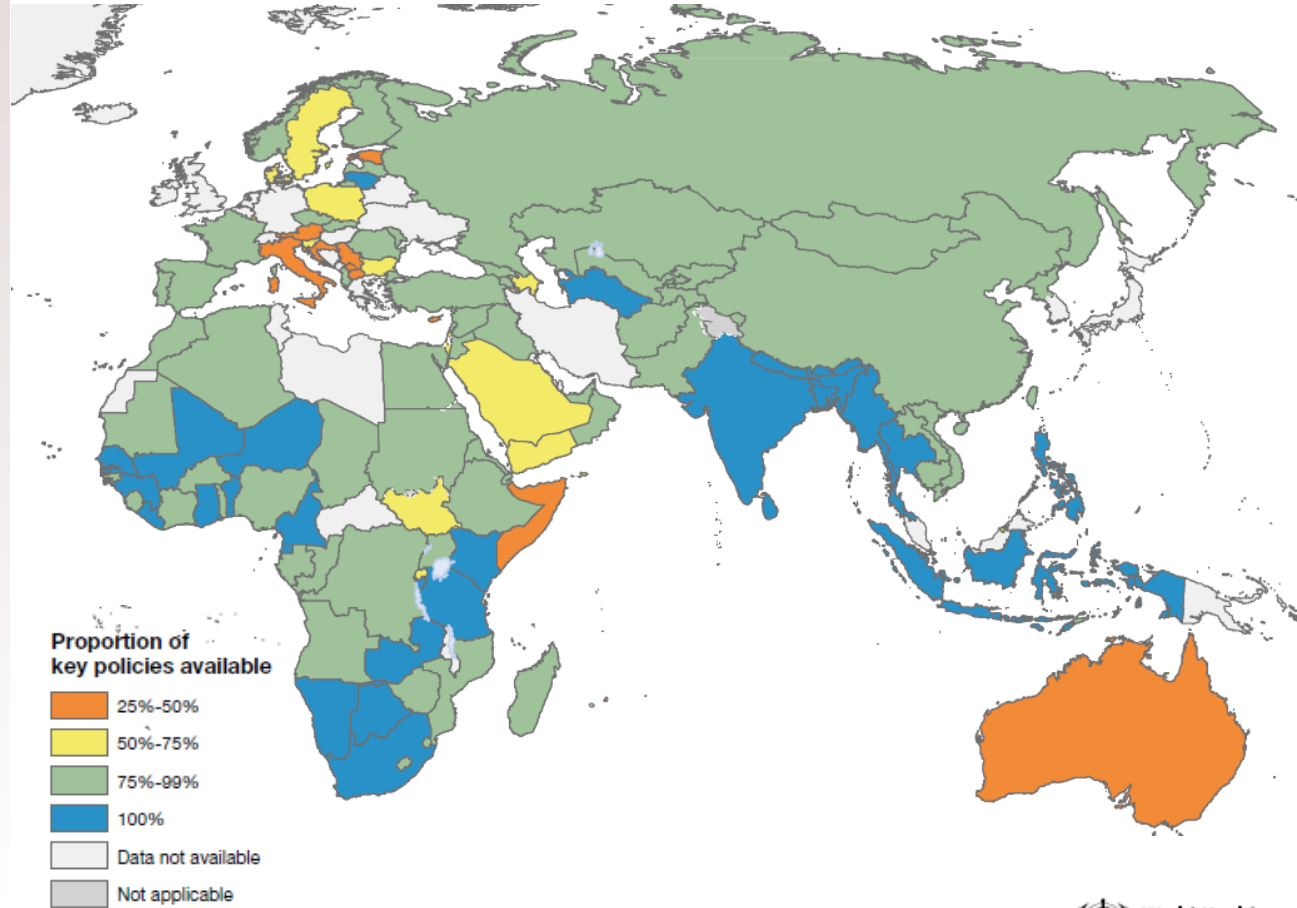 Proportion of
key policies available
25%-50%
50%-75%
75%-99%
100%
Data not available
Not applicable